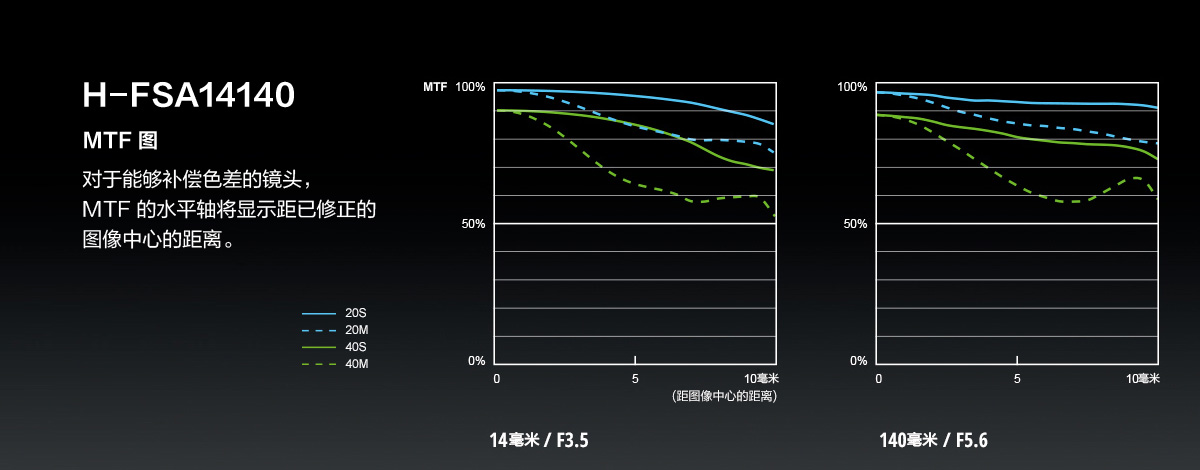 H-FSA14140
MTF 图
对于能够补偿色差的镜头，
MTF 的水平轴将显示距已修正的
图像中心的距离。
20S
20M
40S
40M
MTF 100%
50%
0%
0 5 10毫米
(距图像中心的距离)
14毫米 / F3.5
100%
50%
0%
0 5 10毫米
140毫米 / F5.6